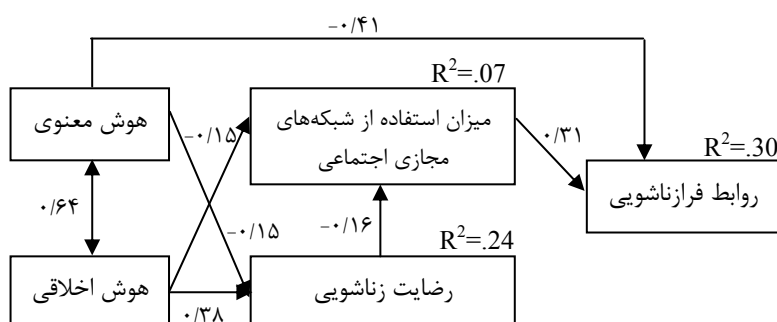 −۰/۴۱
R²=.07
هوش معنوی
−۰/۱۵
میزان استفاده از شبکه‌های
مجازی اجتماعی
۰/۳۱
R²=.30
روابط فرازناشویی
۰/۶۴
−۰/۱۵
−۰/۱۶
R²=.24
هوش اخلاقی
۰/۳۸
رضایت زناشویی